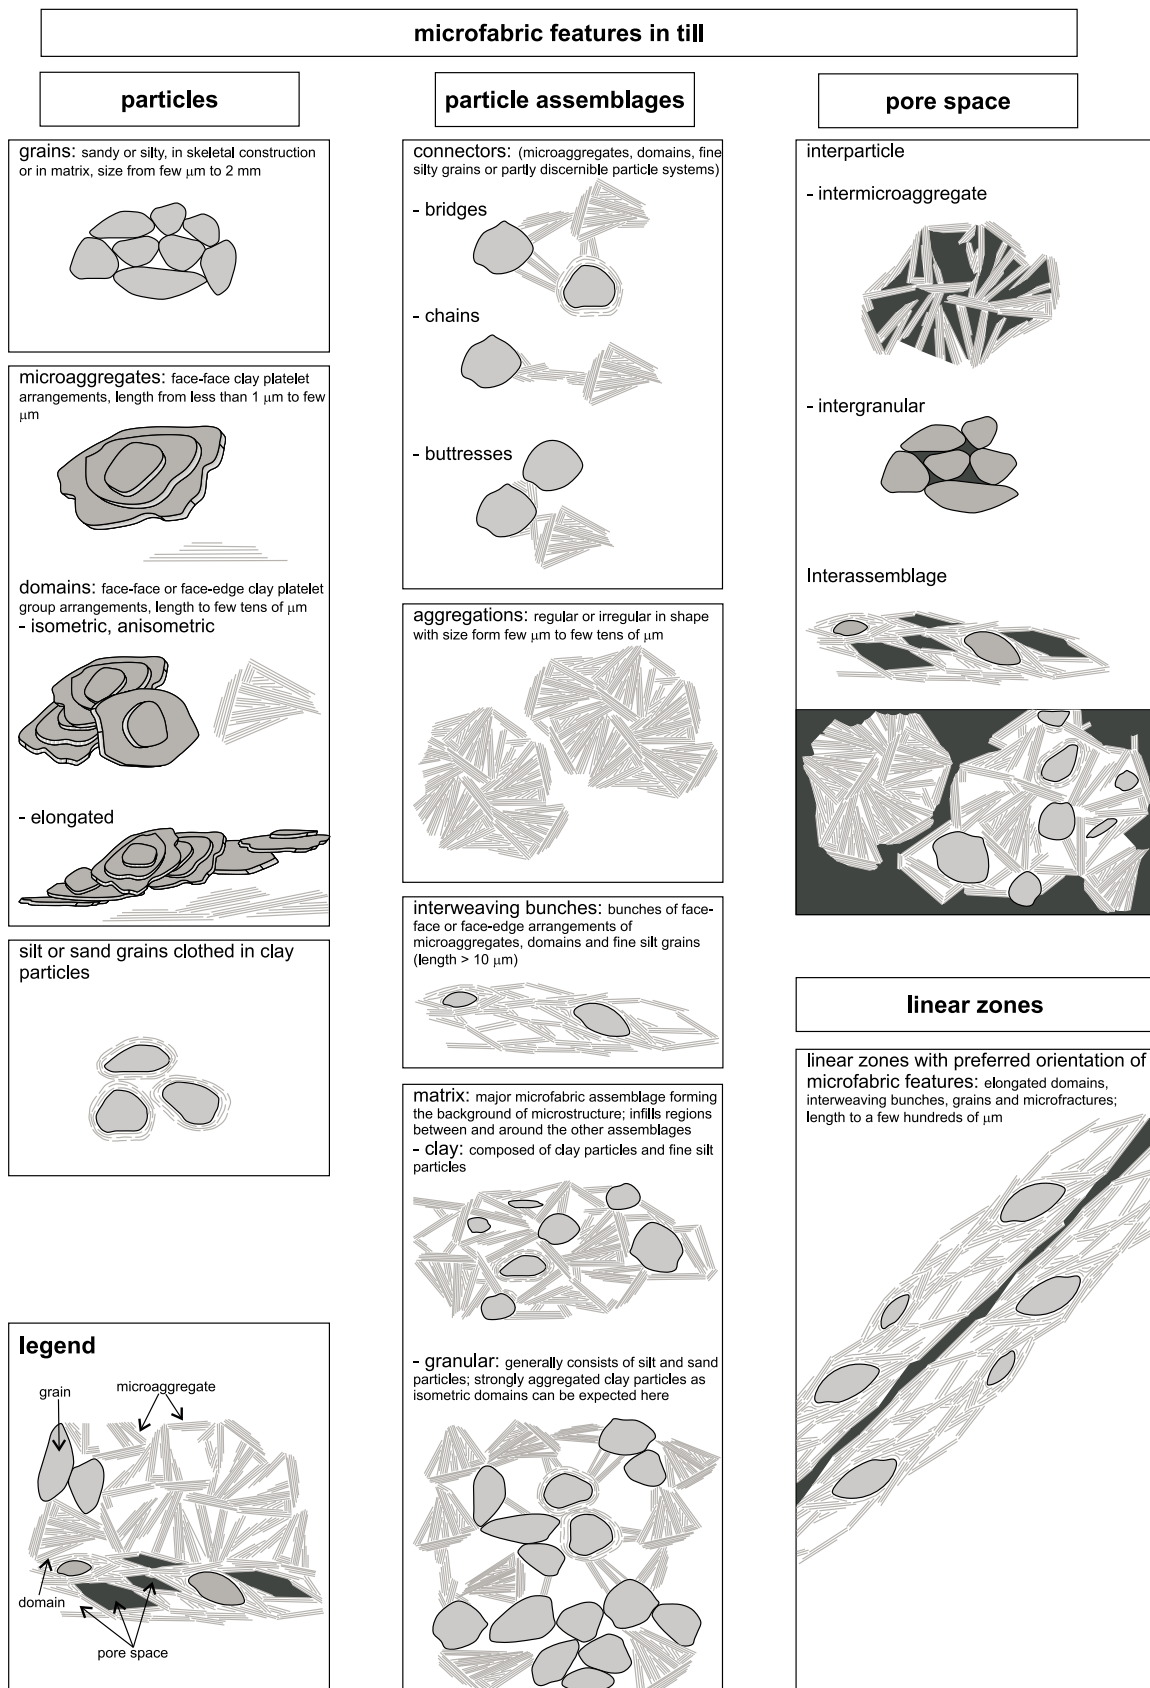 microfabric features in till
particles
grains: sandy or silty, in skeletal construction
or in matrix, size from few µm to 2 mm
microaggregates: face-face clay platelet
arrangements, length from less than 1 µm to few
µm
domains: face-face or face-edge clay platelet
group arrangements, length to few tens of µm
- isometric, anisometric
- elongated
silt or sand grains clothed in clay
particles
legend
grain
microaggregate
domain
pore space
particle assemblages
connectors: (microaggregates, domains, fine
silty grains or partly discernible particle systems)
- bridges
- chains
- buttresses
aggregations: regular or irregular in shape
with size form few µm to few tens of µm
interweaving bunches: bunches of face-
face or face-edge arrangements of
microaggregates, domains and fine silt grains
(length > 10 µm)
matrix: major microfabric assemblage forming
the background of microstructure; infills regions
between and around the other assemblages
- clay: composed of clay particles and fine silt
particles
- granular: generally consists of silt and sand
particles; strongly aggregated clay particles as
isometric domains can be expected here
pore space
interparticle
- intermicroaggregate
- intergranular
Interassemblage
linear zones
linear zones with preferred orientation of
microfabric features: elongated domains,
interweaving bunches, grains and microfractures;
length to a few hundreds of µm